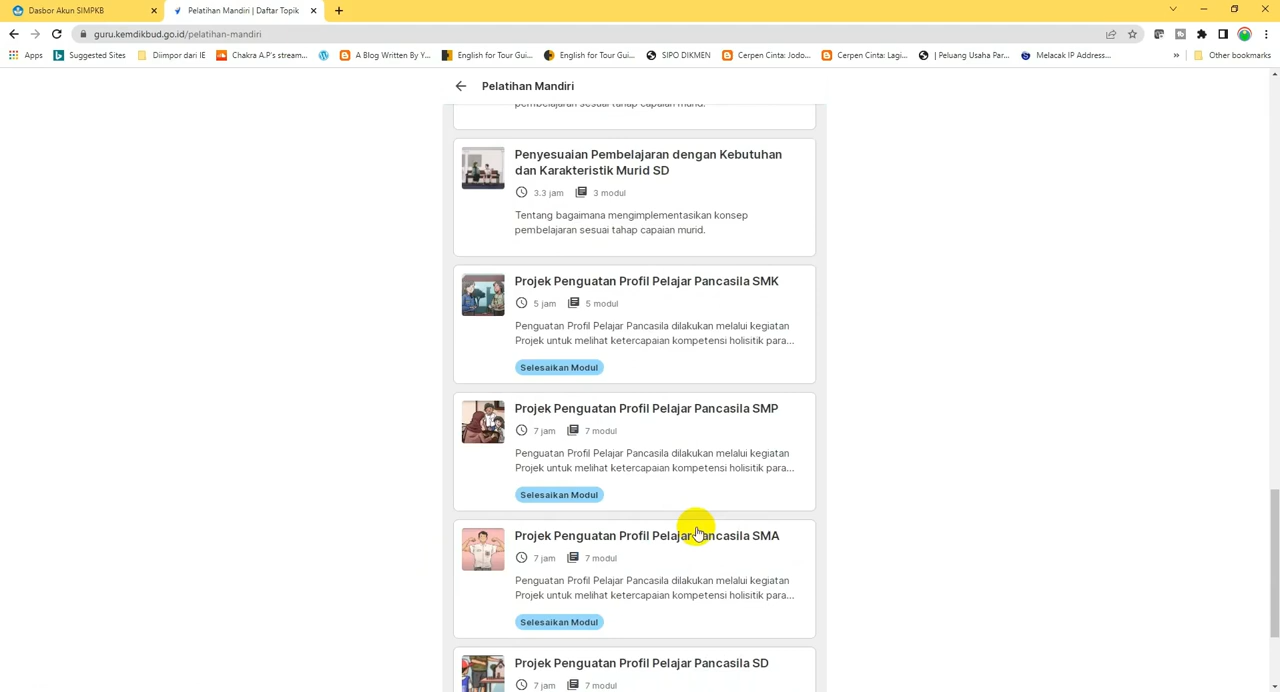 Dasbor Akun SIMPKB
Pelatihan Mandiri | Daftar Topik
guru.kemdikbud.go.id/pelatihan-mandiri
Apps
Suggested Sites
Diimpor dari IE
Chakra A.P's stream...
A Blog Written By Y...
English for Tour Gui...
English for Tour Gui...
SIPO DIKMEN
Cerpen Cinta: Jodo...
Cerpen Cinta: Lagi...
| Peluang Usaha Par...
Melacak IP Address...
»
Other bookmarks
Pelatihan Mandiri
pembelajaran sesuai tahap capaian murid.
Penyesuaian Pembelajaran dengan Kebutuhan
dan Karakteristik Murid SD
3.3 jam 3 modul
Tentang bagaimana mengimplementasikan konsep
pembelajaran sesuai tahap capaian murid.
Projek Penguatan Profil Pelajar Pancasila SMK
5 jam 5 modul
Penguatan Profil Pelajar Pancasila dilakukan melalui kegiatan
Projek untuk melihat ketercapaian kompetensi holisitik para...
Selesaikan Modul
Projek Penguatan Profil Pelajar Pancasila SMP
7 jam 7 modul
Penguatan Profil Pelajar Pancasila dilakukan melalui kegiatan
Projek untuk melihat ketercapaian kompetensi holisitik para...
Selesaikan Modul
Projek Penguatan Profil Pelajar Pancasila SMA
7 jam 7 modul
Penguatan Profil Pelajar Pancasila dilakukan melalui kegiatan
Projek untuk melihat ketercapaian kompetensi holisitik para...
Selesaikan Modul
Projek Penguatan Profil Pelajar Pancasila SD
7 jam 7 modul